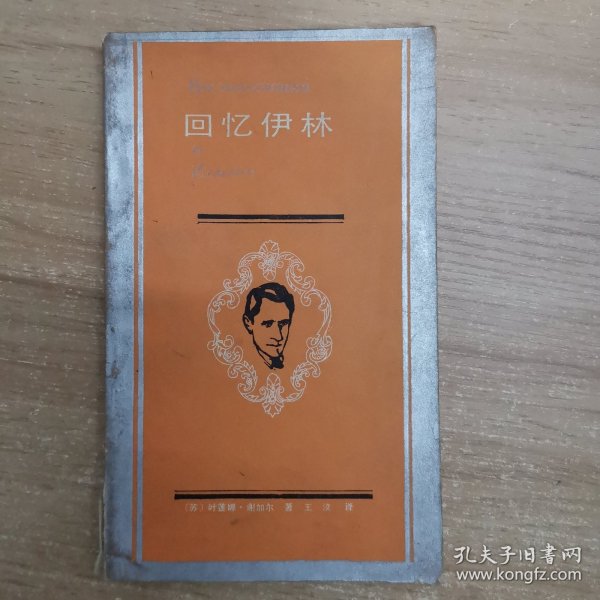 回忆伊林
(苏)叶莲娜·谢加尔 著 王汶 译
孔夫子旧书网
www.kongfz.com